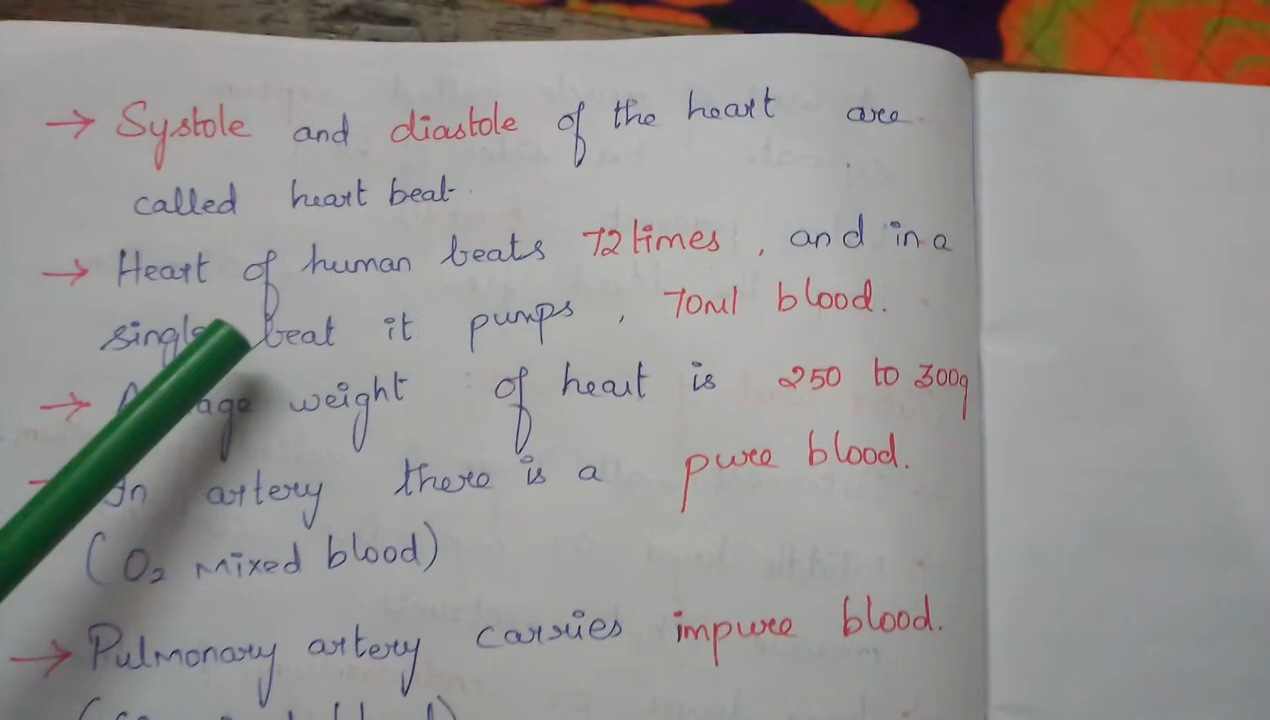 → Systole and diastole of the heart are
called heart beat.
→ Heart of human beats 72 times, and in a
single beat it pumps, 70ml blood.
→ weight of heart is 250 to 300g
In artery there is a pure blood.
(O₂ mixed blood)
→ Pulmonary artery carries impure blood.